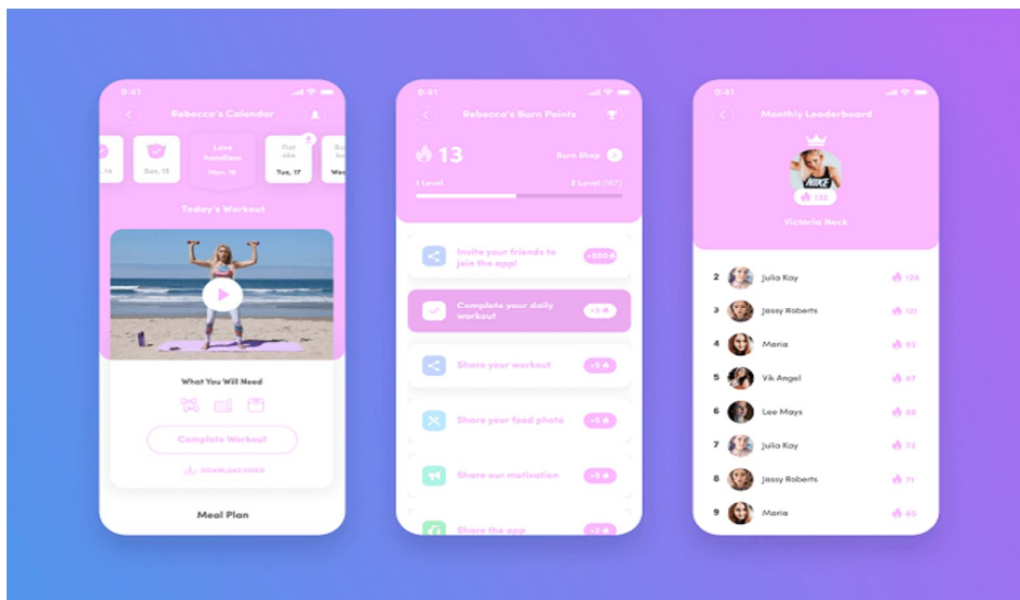 9:41
Rebecca's Calendar
, 14
Sun, 15
Love
handless
Mon, 16
Flat
abs
Tue, 17
Today's Workout
What You Will Need
Complete Workout
DOWNLOAD VIDEO
Meal Plan
9:41
Rebecca's Burn Points
13
Burn Shop
1 Level
2 Level (167)
Invite your friends to
join the app!
+500
Complete your daily
workout
+2
Share your workout
+5
Share your food photo
+5
Share our motivation
+5
Share the app
+2
9:41
Monthly Leaderboard
NIKE
132
Victoria Neck
2 Julia Kay 126
3 Jassy Roberts 121
4 Maria 93
5 Vik Angel 87
6 Lee Mays 86
7 Julia Kay 72
8 Jassy Roberts 71
9 Maria 65